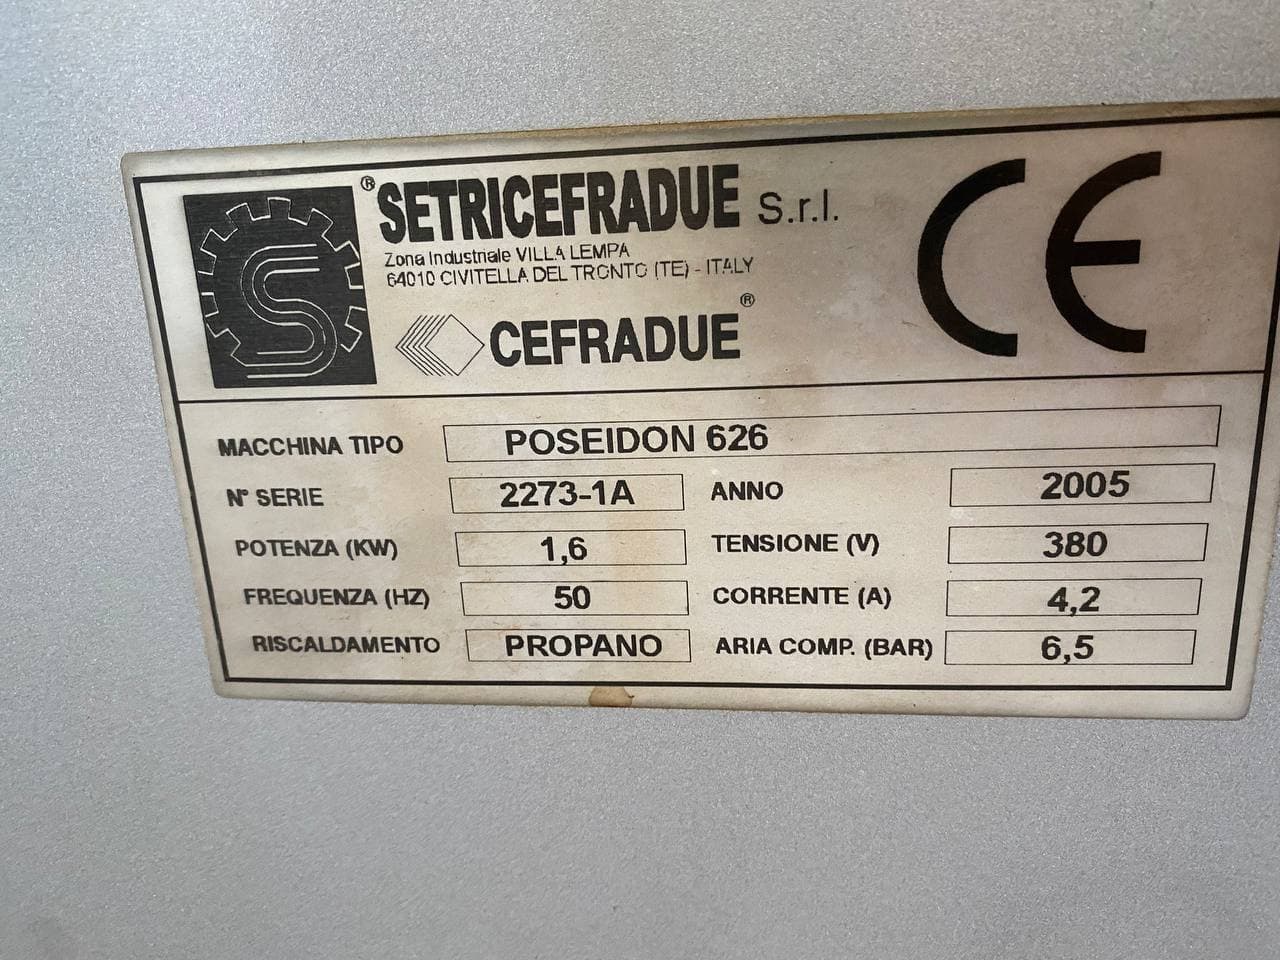 ® SETRICEFRADUE S.r.l.
Zona Industriale VILLA LEMPA
64010 CIVITELLA DEL TRONTO (TE) - ITALY
CEFRADUE ®
CE
MACCHINA TIPO POSEIDON 626
N° SERIE 2273-1A ANNO 2005
POTENZA (KW) 1,6 TENSIONE (V) 380
FREQUENZA (HZ) 50 CORRENTE (A) 4,2
RISCALDAMENTO PROPANO ARIA COMP. (BAR) 6,5